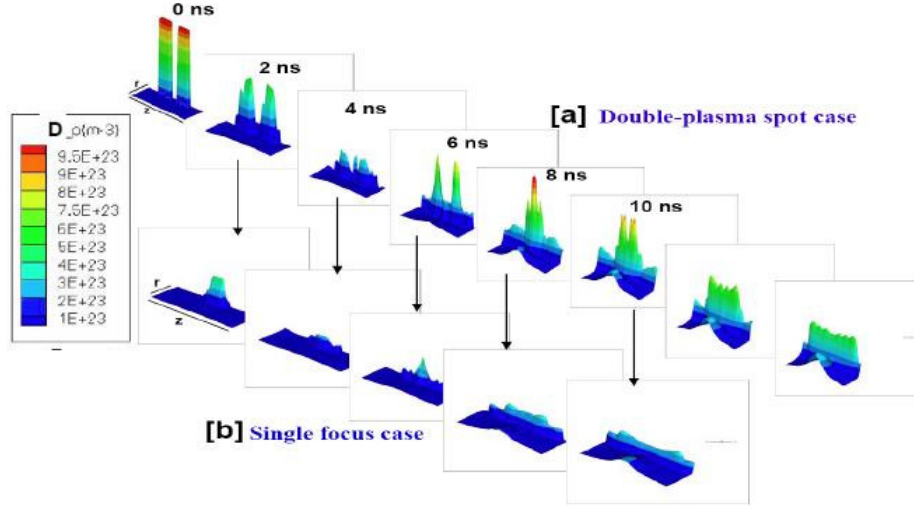 0 ns
2 ns
4 ns
6 ns
8 ns
10 ns
[a] Double-plasma spot case
r
z
D_ρ(m-3)
9.5E+23
9E+23
8E+23
7.5E+23
6E+23
5E+23
4E+23
3E+23
2E+23
1E+23
r
z
[b] Single focus case